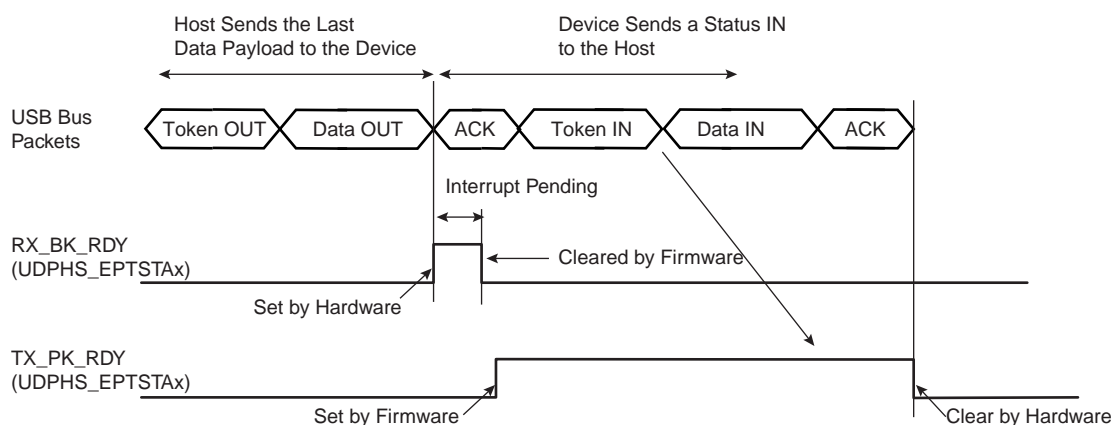 Host Sends the Last
Data Payload to the Device
Device Sends a Status IN
to the Host
USB Bus
Packets
Token OUT
Data OUT
ACK
Token IN
Data IN
ACK
Interrupt Pending
RX_BK_RDY
(UDPHS_EPTSTAx)
Cleared by Firmware
Set by Hardware
TX_PK_RDY
(UDPHS_EPTSTAx)
Set by Firmware
Clear by Hardware